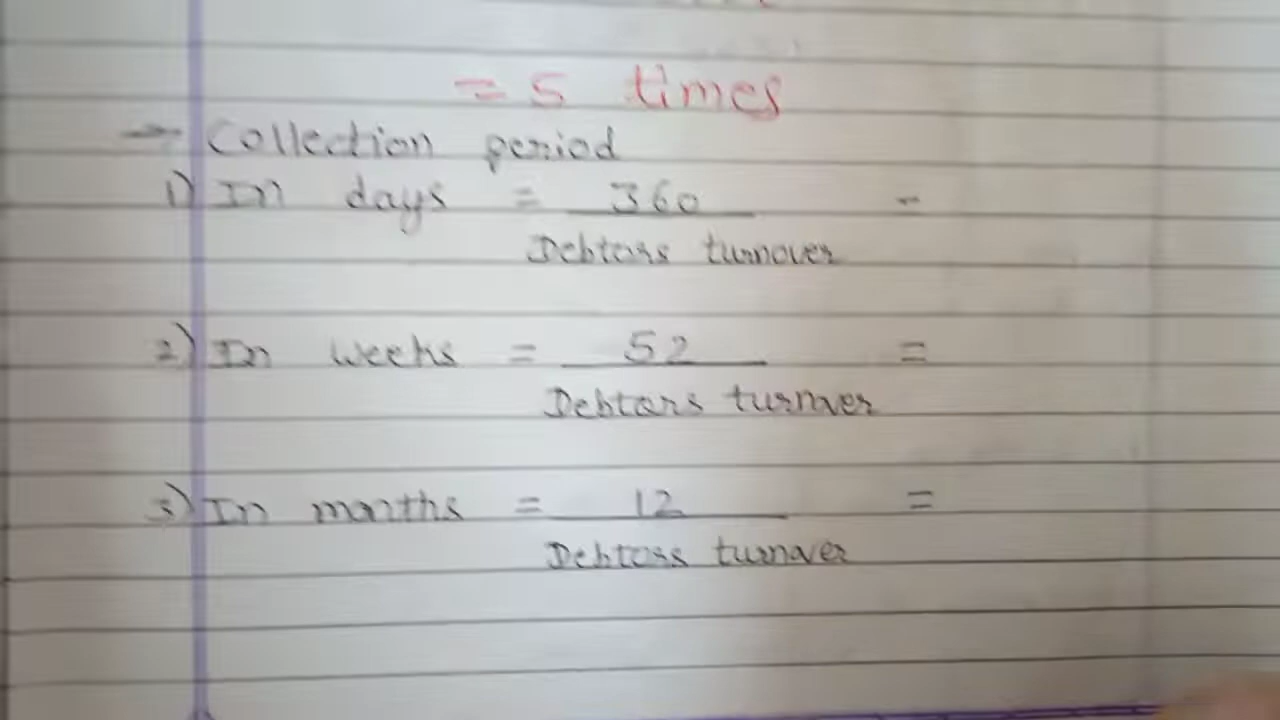 = 5 times
→ Collection period
1) In days = 360 =
Debtors turnover
2) In weeks = 52 =
Debtors turnover
3) In months = 12 =
Debtors turnover